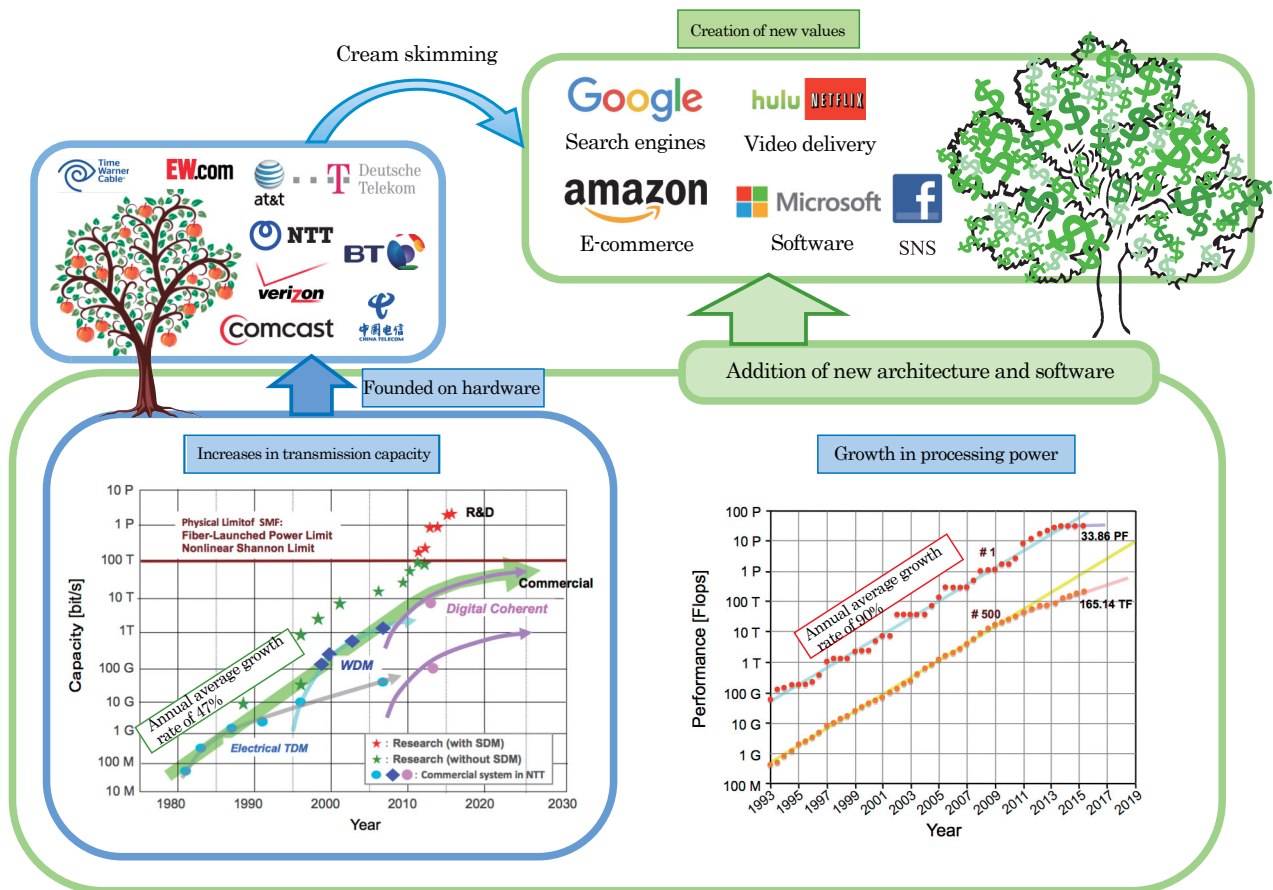 Creation of new values
Cream skimming
Google
Search engines
hulu
NETFLIX
Video delivery
amazon
E-commerce
Microsoft
Software
f
SNS
Time
Warner
Cable®
EW.com
at&t
T
Deutsche
Telekom
NTT
BT
verizon
comcast
中国电信
CHINA TELECOM
Founded on hardware
Addition of new architecture and software
Increases in transmission capacity
Capacity [bit/s]
10 P
1 P
100 T
10 T
1T
100 G
10 G
1 G
100 M
10 M
Physical Limitof SMF:
Fiber-Launched Power Limit
Nonlinear Shannon Limit
R&D
Commercial
Digital Coherent
WDM
Electrical TDM
Annual average growth
rate of 47%
: Research (with SDM)
: Research (without SDM)
: Commercial system in NTT
1980
1990
2000
2010
2020
2030
Year
Growth in processing power
Performance [Flops]
100 P
10 P
1 P
100 T
10 T
1 T
100 G
10 G
1 G
100 M
Annual average growth
rate of 90%
# 1
# 500
33.86 PF
165.14 TF
1993
1995
1997
1999
2001
2003
2005
2007
2009
2011
2013
2015
2017
2019
Year